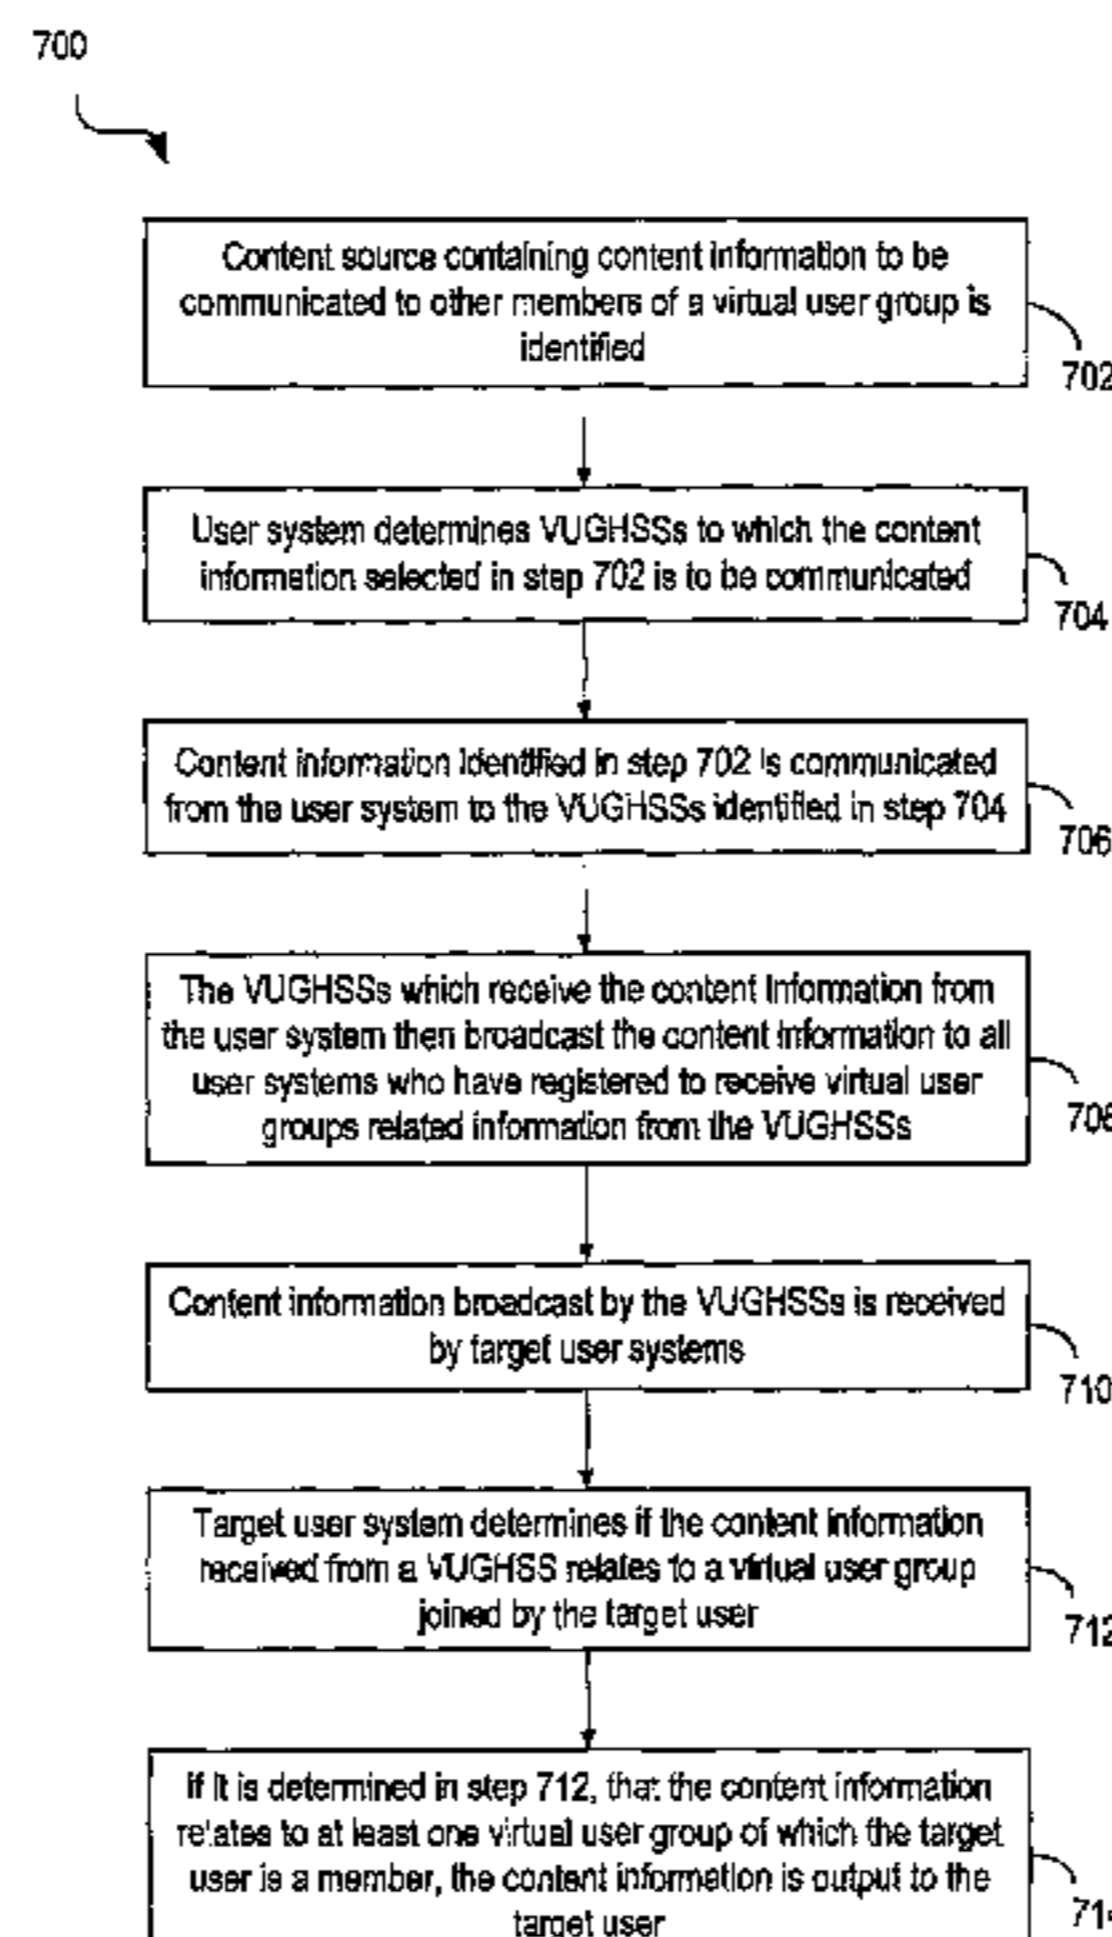 700
Content source containing content information to be
communicated to other members of a virtual user group is
identified
702
User system determines VUGHSSs to which the content
information selected in step 702 is to be communicated
704
Content information identified in step 702 is communicated
from the user system to the VUGHSSs identified in step 704
706
The VUGHSSs which receive the content information from
the user system then broadcast the content information to all
user systems who have registered to receive virtual user
groups related information from the VUGHSSs
708
Content information broadcast by the VUGHSSs is received
by target user systems
710
Target user system determines if the content information
received from a VUGHSS relates to a virtual user group
joined by the target user
712
If it is determined in step 712, that the content information
relates to at least one virtual user group of which the target
user is a member, the content information is output to the
target user
714